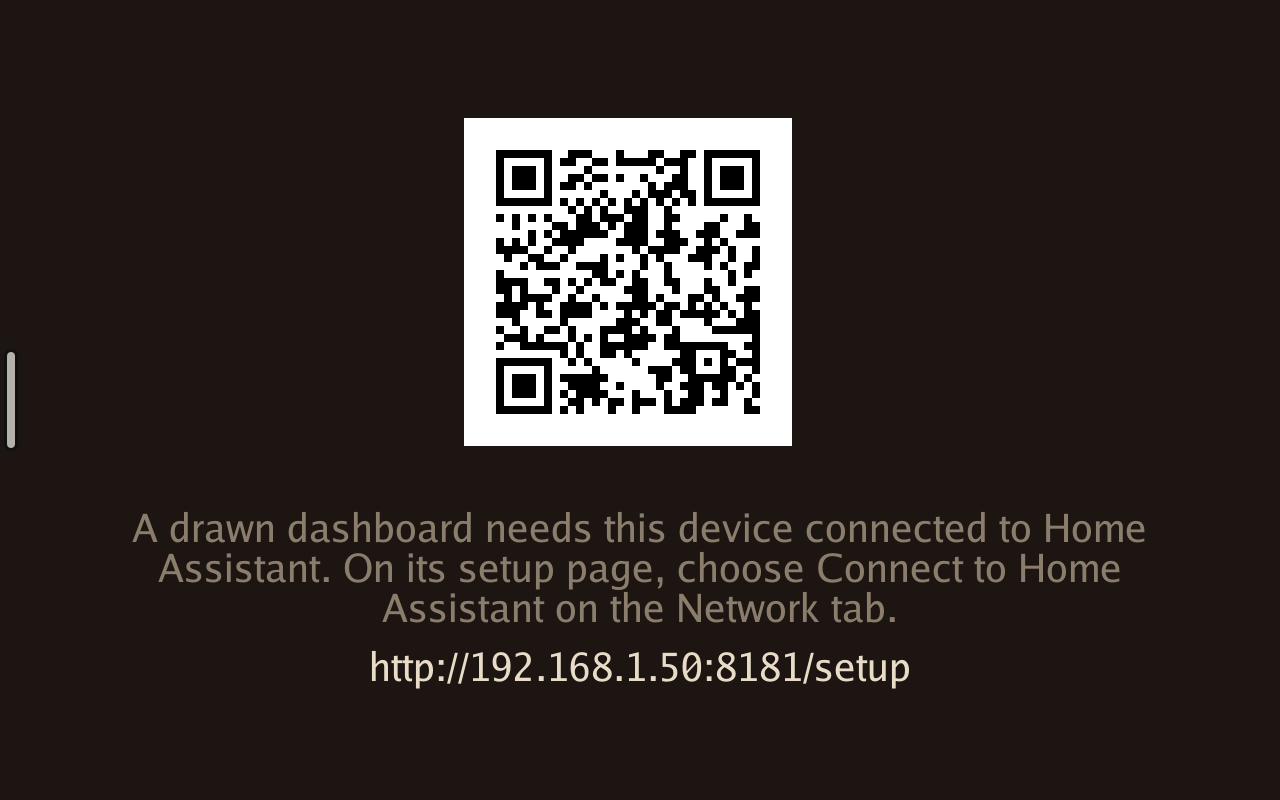 A drawn dashboard needs this device connected to Home
Assistant. On its setup page, choose Connect to Home
Assistant on the Network tab.
http://192.168.1.50:8181/setup